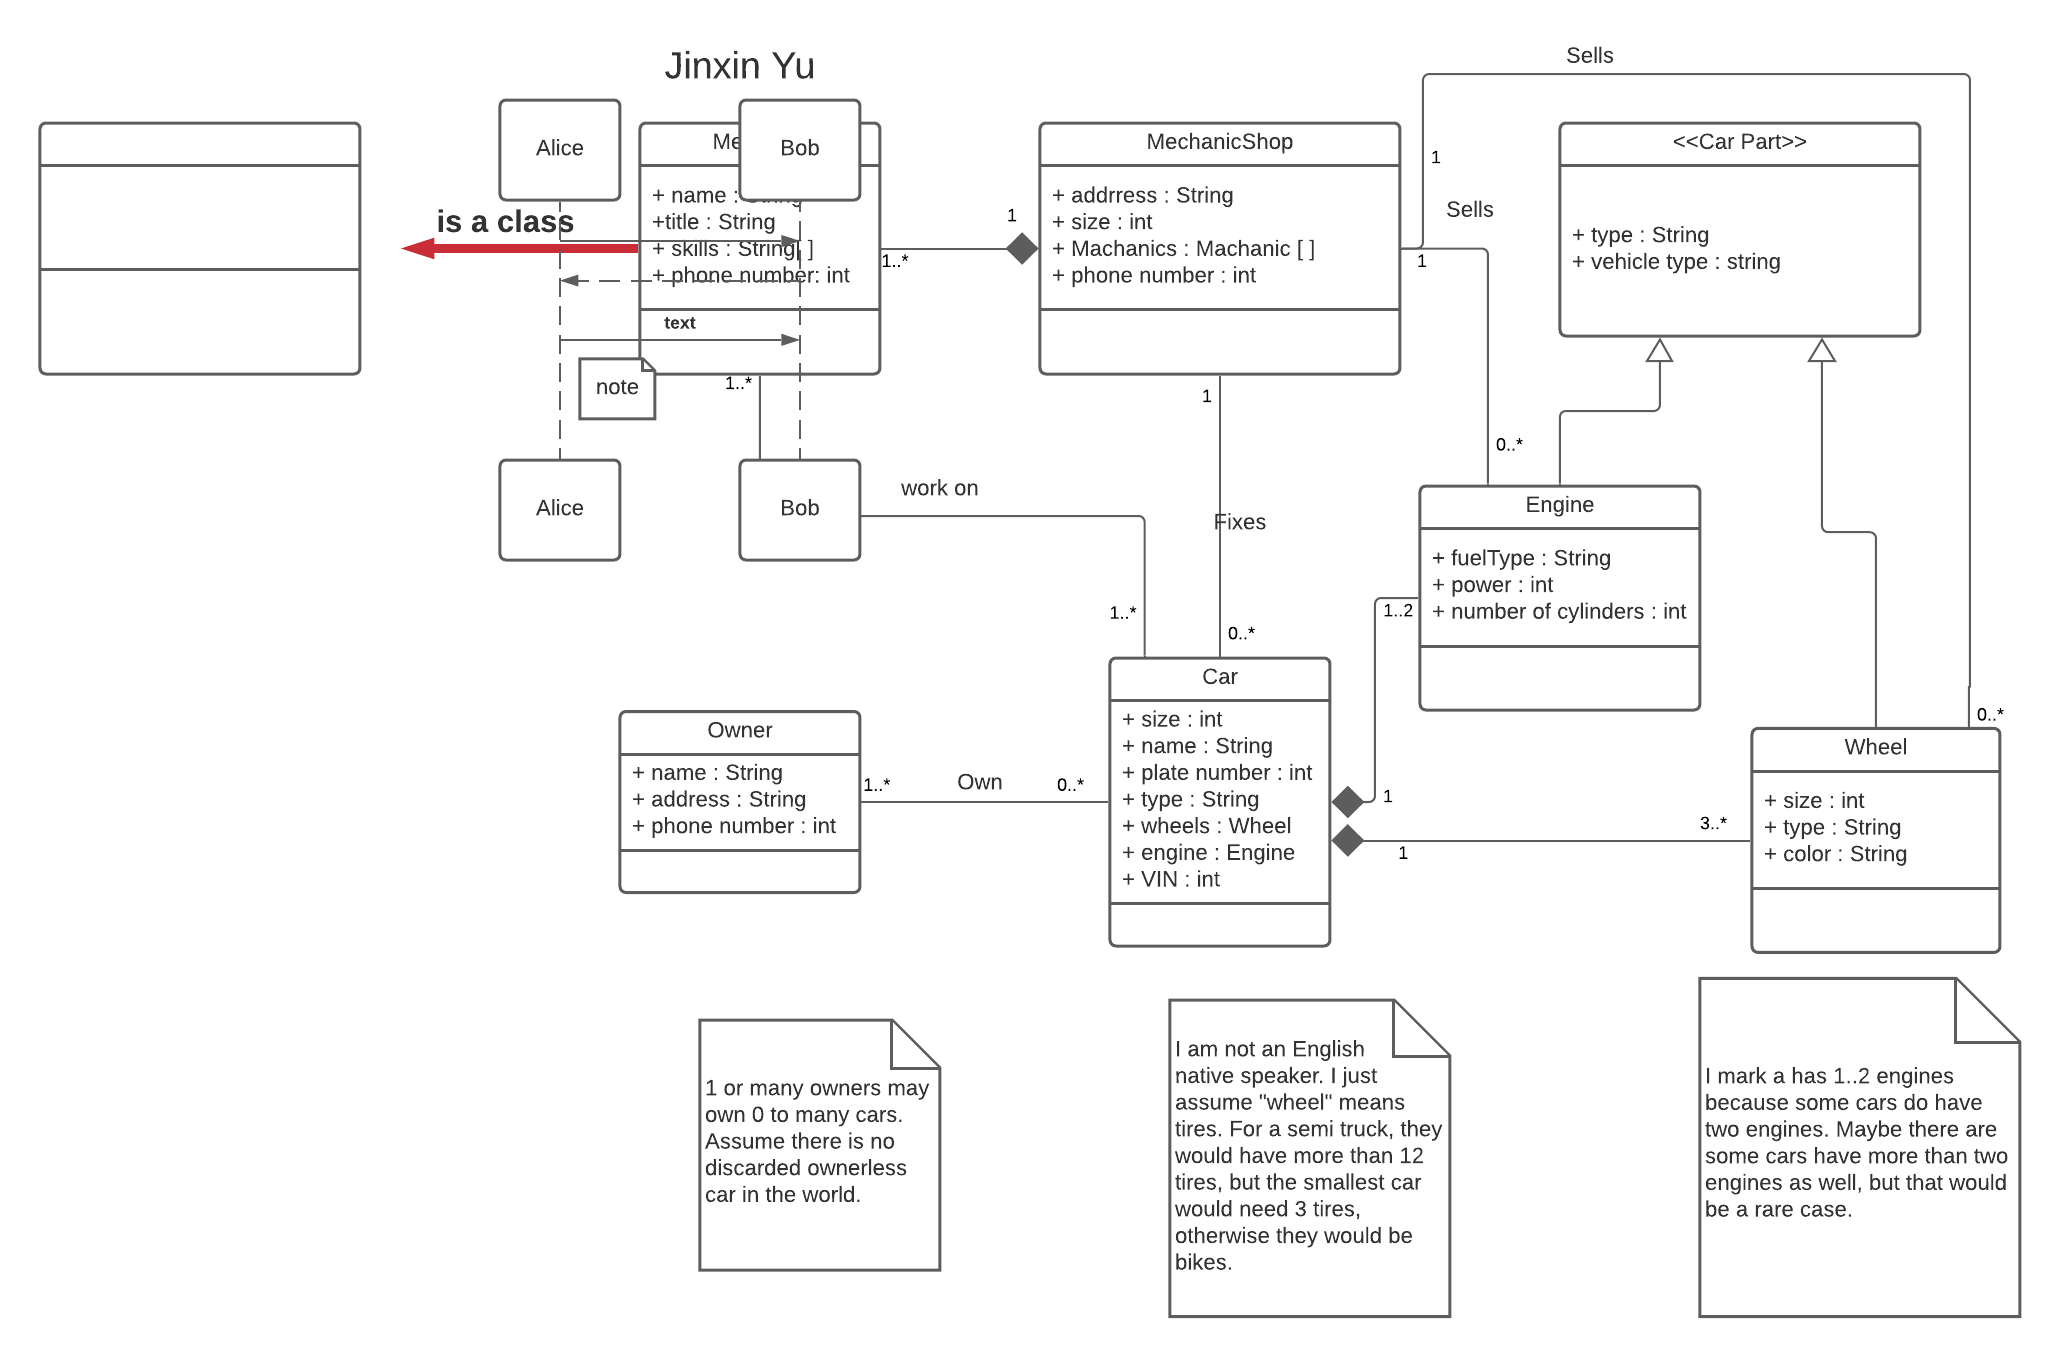 Jinxin Yu
Sells
Alice
Me
Bob
MechanicShop
<<Car Part>>
1
+ name : String
+title : String
+ skills : String[ ]
+ phone number: int
is a class
1..*
1
+ addrress : String
+ size : int
+ Machanics : Machanic [ ]
+ phone number : int
Sells
1
+ type : String
+ vehicle type : string
text
note
1..*
1
0..*
Alice
Bob
work on
Fixes
Engine
+ fuelType : String
+ power : int
+ number of cylinders : int
1..2
1..*
0..*
Car
+ size : int
+ name : String
+ plate number : int
+ type : String
+ wheels : Wheel
+ engine : Engine
+ VIN : int
Owner
+ name : String
+ address : String
+ phone number : int
1..*
Own
0..*
1
1
3..*
0..*
Wheel
+ size : int
+ type : String
+ color : String
1 or many owners may
own 0 to many cars.
Assume there is no
discarded ownerless
car in the world.
I am not an English
native speaker. I just
assume "wheel" means
tires. For a semi truck, they
would have more than 12
tires, but the smallest car
would need 3 tires,
otherwise they would be
bikes.
I mark a has 1..2 engines
because some cars do have
two engines. Maybe there are
some cars have more than two
engines as well, but that would
be a rare case.